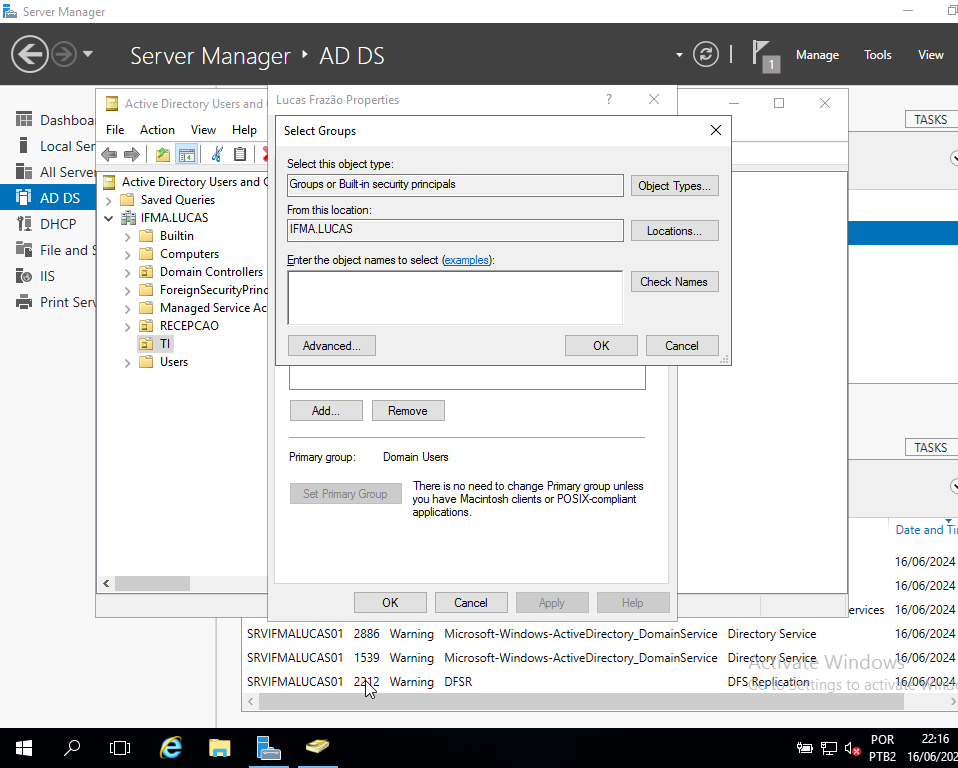 Server Manager
Server Manager ‣ AD DS
1
Manage
Tools
View
Dashboa
Local Ser
All Server
AD DS
DHCP
File and S
IIS
Print Serv
Active Directory Users and C
File Action View Help
Active Directory Users and C
Saved Queries
IFMA.LUCAS
Builtin
Computers
Domain Controllers
ForeignSecurityPrinc
Managed Service Ac
RECEPCAO
TI
Users
Lucas Frazão Properties
?
Select Groups
Select this object type:
Groups or Built-in security principals
Object Types...
From this location:
IFMA.LUCAS
Locations...
Enter the object names to select (examples):
Check Names
Advanced...
OK
Cancel
Add...
Remove
Primary group: Domain Users
Set Primary Group
There is no need to change Primary group unless
you have Macintosh clients or POSIX-compliant
applications.
OK
Cancel
Apply
Help
TASKS
TASKS
Date and Ti
16/06/2024
16/06/2024
ervices 16/06/2024
SRVIFMALUCAS01 2886 Warning Microsoft-Windows-ActiveDirectory_DomainService Directory Service 16/06/2024
SRVIFMALUCAS01 1539 Warning Microsoft-Windows-ActiveDirectory_DomainService Directory Service 16/06/2024
SRVIFMALUCAS01 2212 Warning DFSR DFS Replication 16/06/2024
Activate Windows
Go to Settings to activate Windo
POR
PTB2
22:16
16/06/202